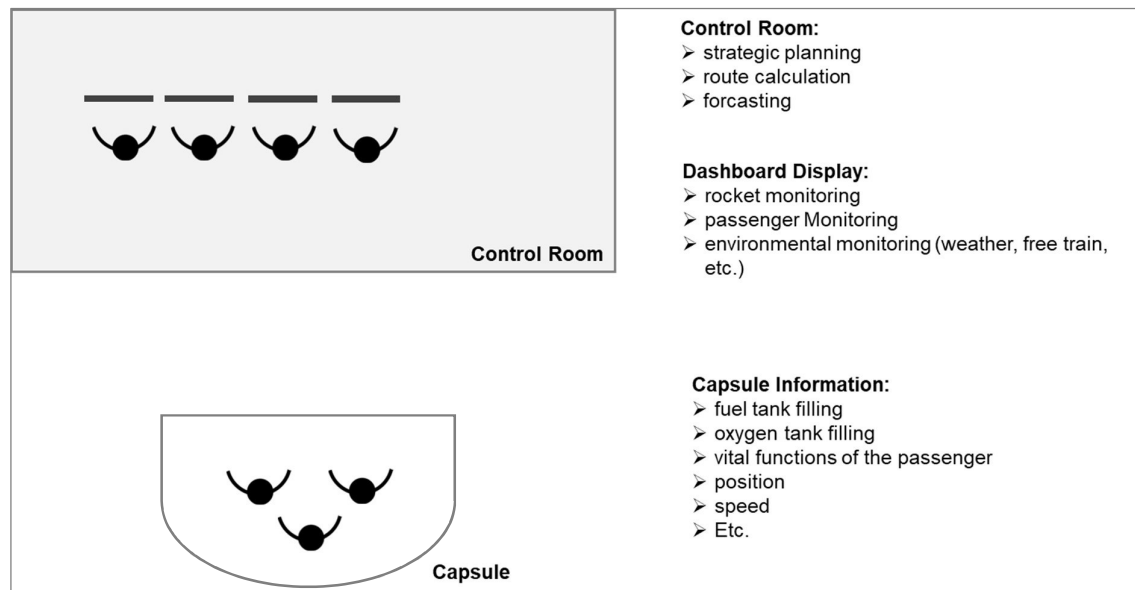 Control Room:
➢ strategic planning
➢ route calculation
➢ forcasting
Dashboard Display:
➢ rocket monitoring
➢ passenger Monitoring
➢ environmental monitoring (weather, free train,
etc.)
Control Room
Capsule Information:
➢ fuel tank filling
➢ oxygen tank filling
➢ vital functions of the passenger
➢ position
➢ speed
➢ Etc.
Capsule